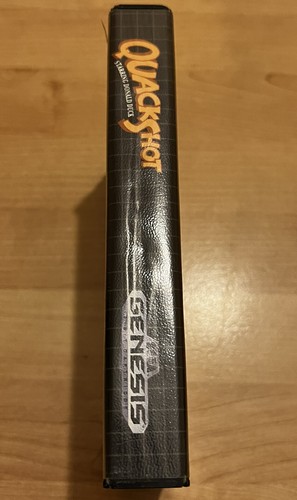 QUACKSHOT
STARRING DONALD DUCK
GENESIS